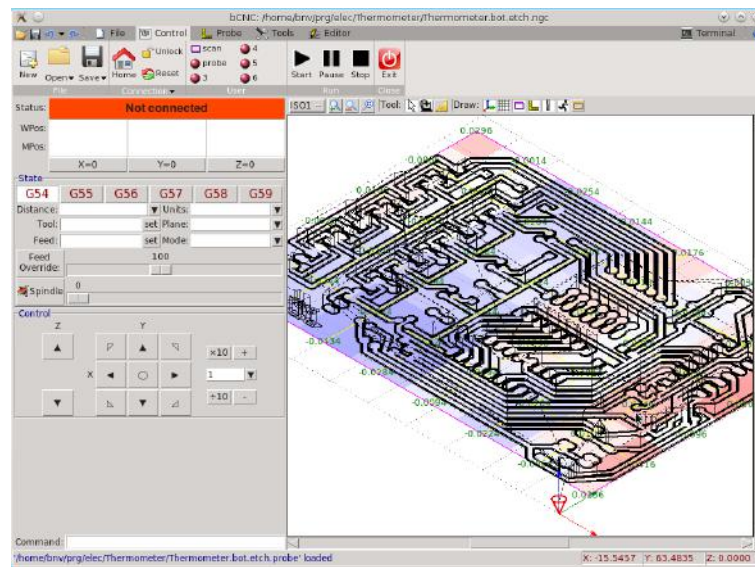 bCNC: /home/bnv/prg/elec/Thermometer/Thermometer.bot.etch.ngc
File Control Probe Tools Editor Terminal
New Open Save Home Unlock Reset scan probe 3 4 5 6 Start Pause Stop Exit
File Connection User Run Close
Status: Not connected
ISO1 Tool: Draw:
WPos:
MPos:
X=0 Y=0 Z=0
State
G54 G55 G56 G57 G58 G59
Distance: Units:
Tool: set Plane:
Feed: set Mode:
Feed Override: 100
Spindle 0
Control
Z Y
×10 +
X 1
÷10 -
0.0296
0.0014
0.0254
0.0144
0.0176
-0.0134
-0.0284
-0.0094
-0.0224
0.0106
Command:
'/home/bnv/prg/elec/Thermometer/Thermometer.bot.etch.probe' loaded
X: -15.5457 Y: 63.4835 Z: 0.0000